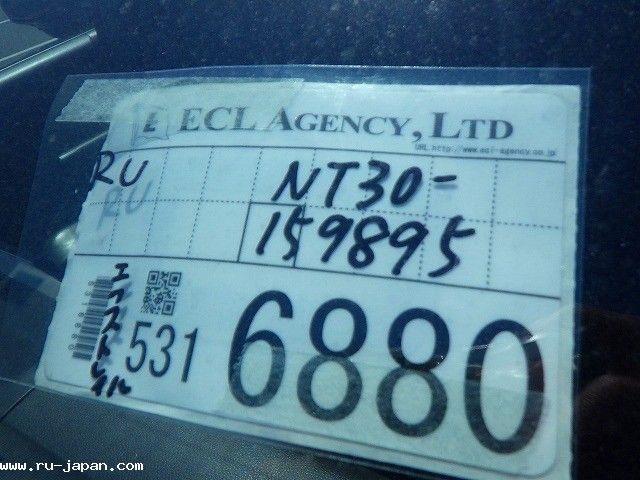 L ECL AGENCY, LTD
URL http://www.ecl-agency.co.jp
RU
RU
NT30-
159895
エクストレイル
531
6880
www.ru-japan.com